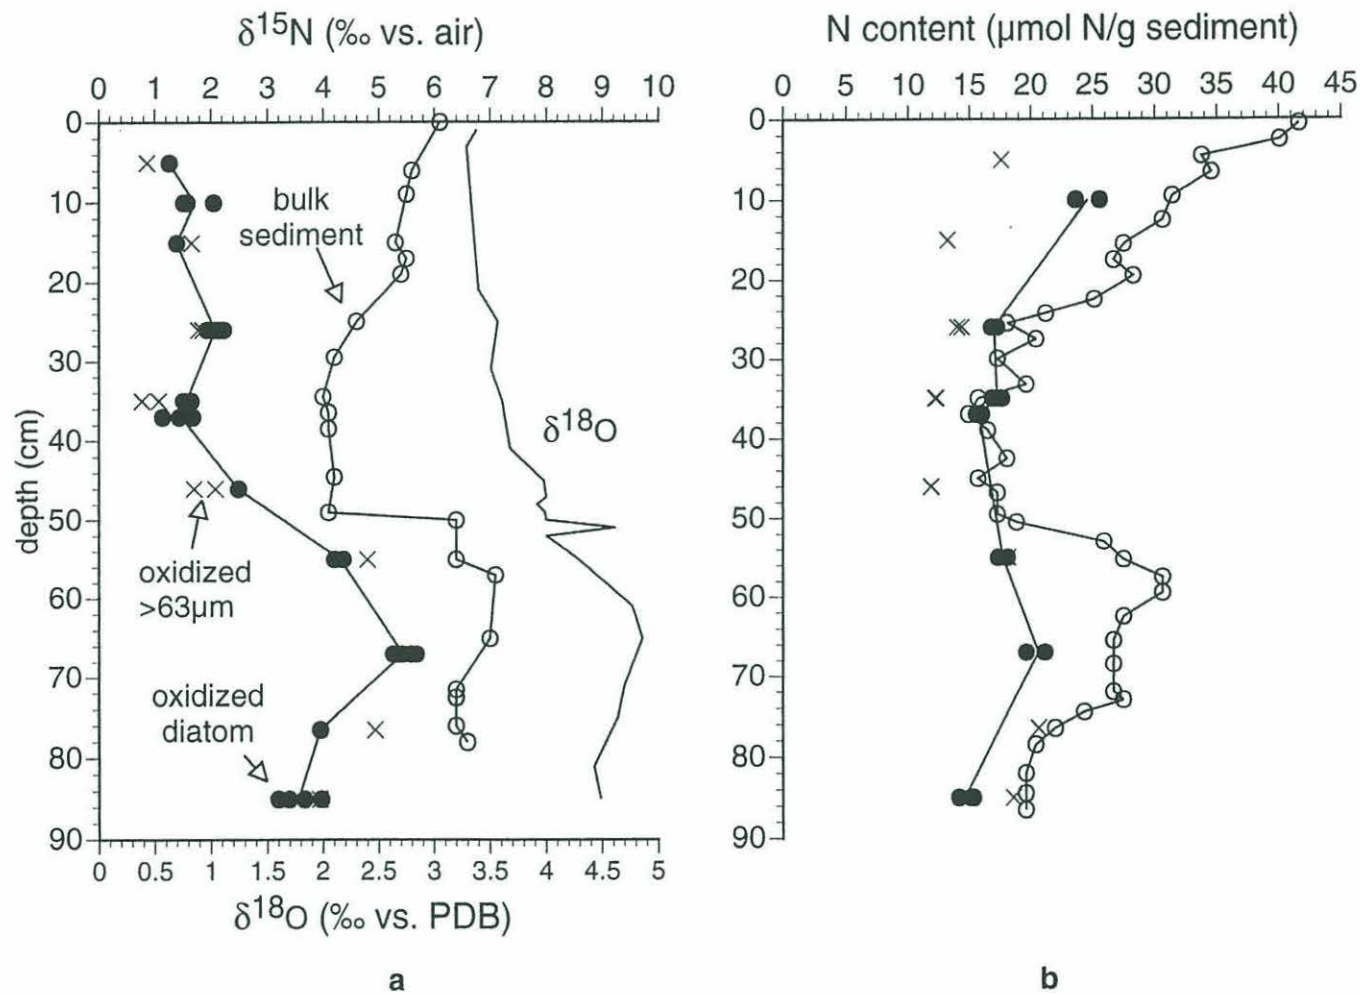 δ15N (‰ vs. air)
0 1 2 3 4 5 6 7 8 9 10
0
10
20
30
40
50
60
70
80
90
depth (cm)
bulk
sediment
δ18O
oxidized
>63µm
oxidized
diatom
0 0.5 1 1.5 2 2.5 3 3.5 4 4.5 5
δ18O (‰ vs. PDB)
a
N content (µmol N/g sediment)
0 5 10 15 20 25 30 35 40 45
0
10
20
30
40
50
60
70
80
90
b